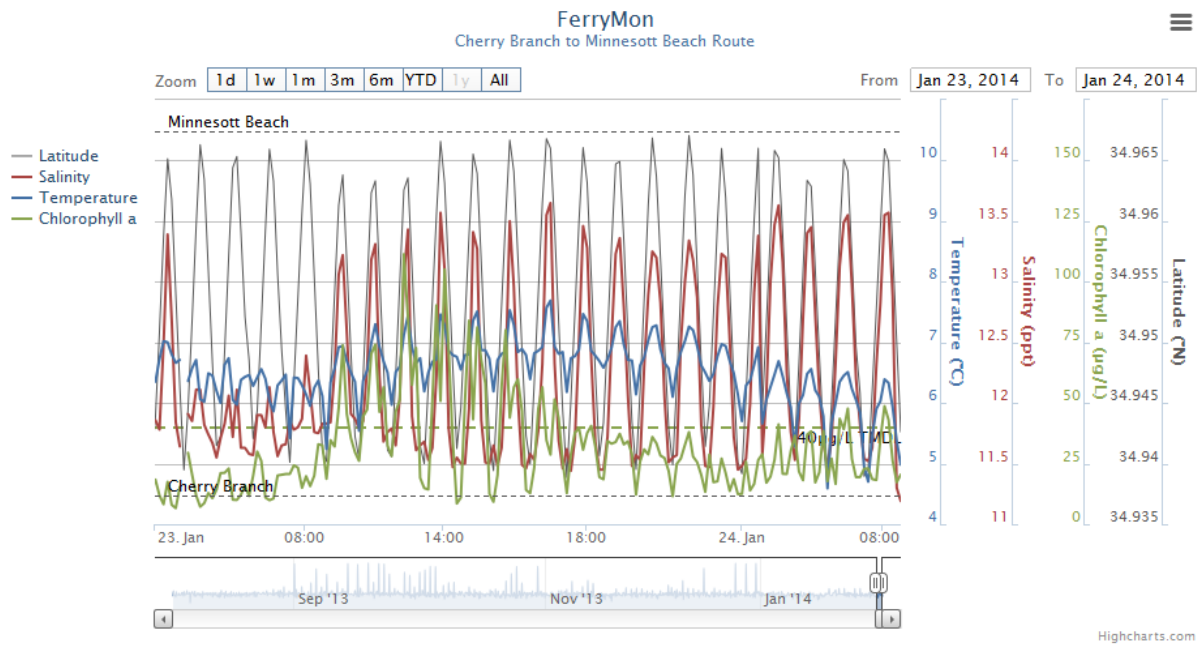 FerryMon
Cherry Branch to Minnesott Beach Route
Zoom 1d 1w 1m 3m 6m YTD 1y All
From Jan 23, 2014 To Jan 24, 2014
Minnesott Beach
Latitude
Salinity
Temperature
Chlorophyll a
40µg/L TMDL
Cherry Branch
10 14 150 34.965
9 13.5 125 34.96
8 13 100 34.955
7 12.5 75 34.95
6 12 50 34.945
5 11.5 25 34.94
4 11 0 34.935
Temperature (°C)
Salinity (ppt)
Chlorophyll a (µg/L)
Latitude (°N)
23. Jan 08:00 14:00 18:00 24. Jan 08:00
Sep '13 Nov '13 Jan '14
Highcharts.com